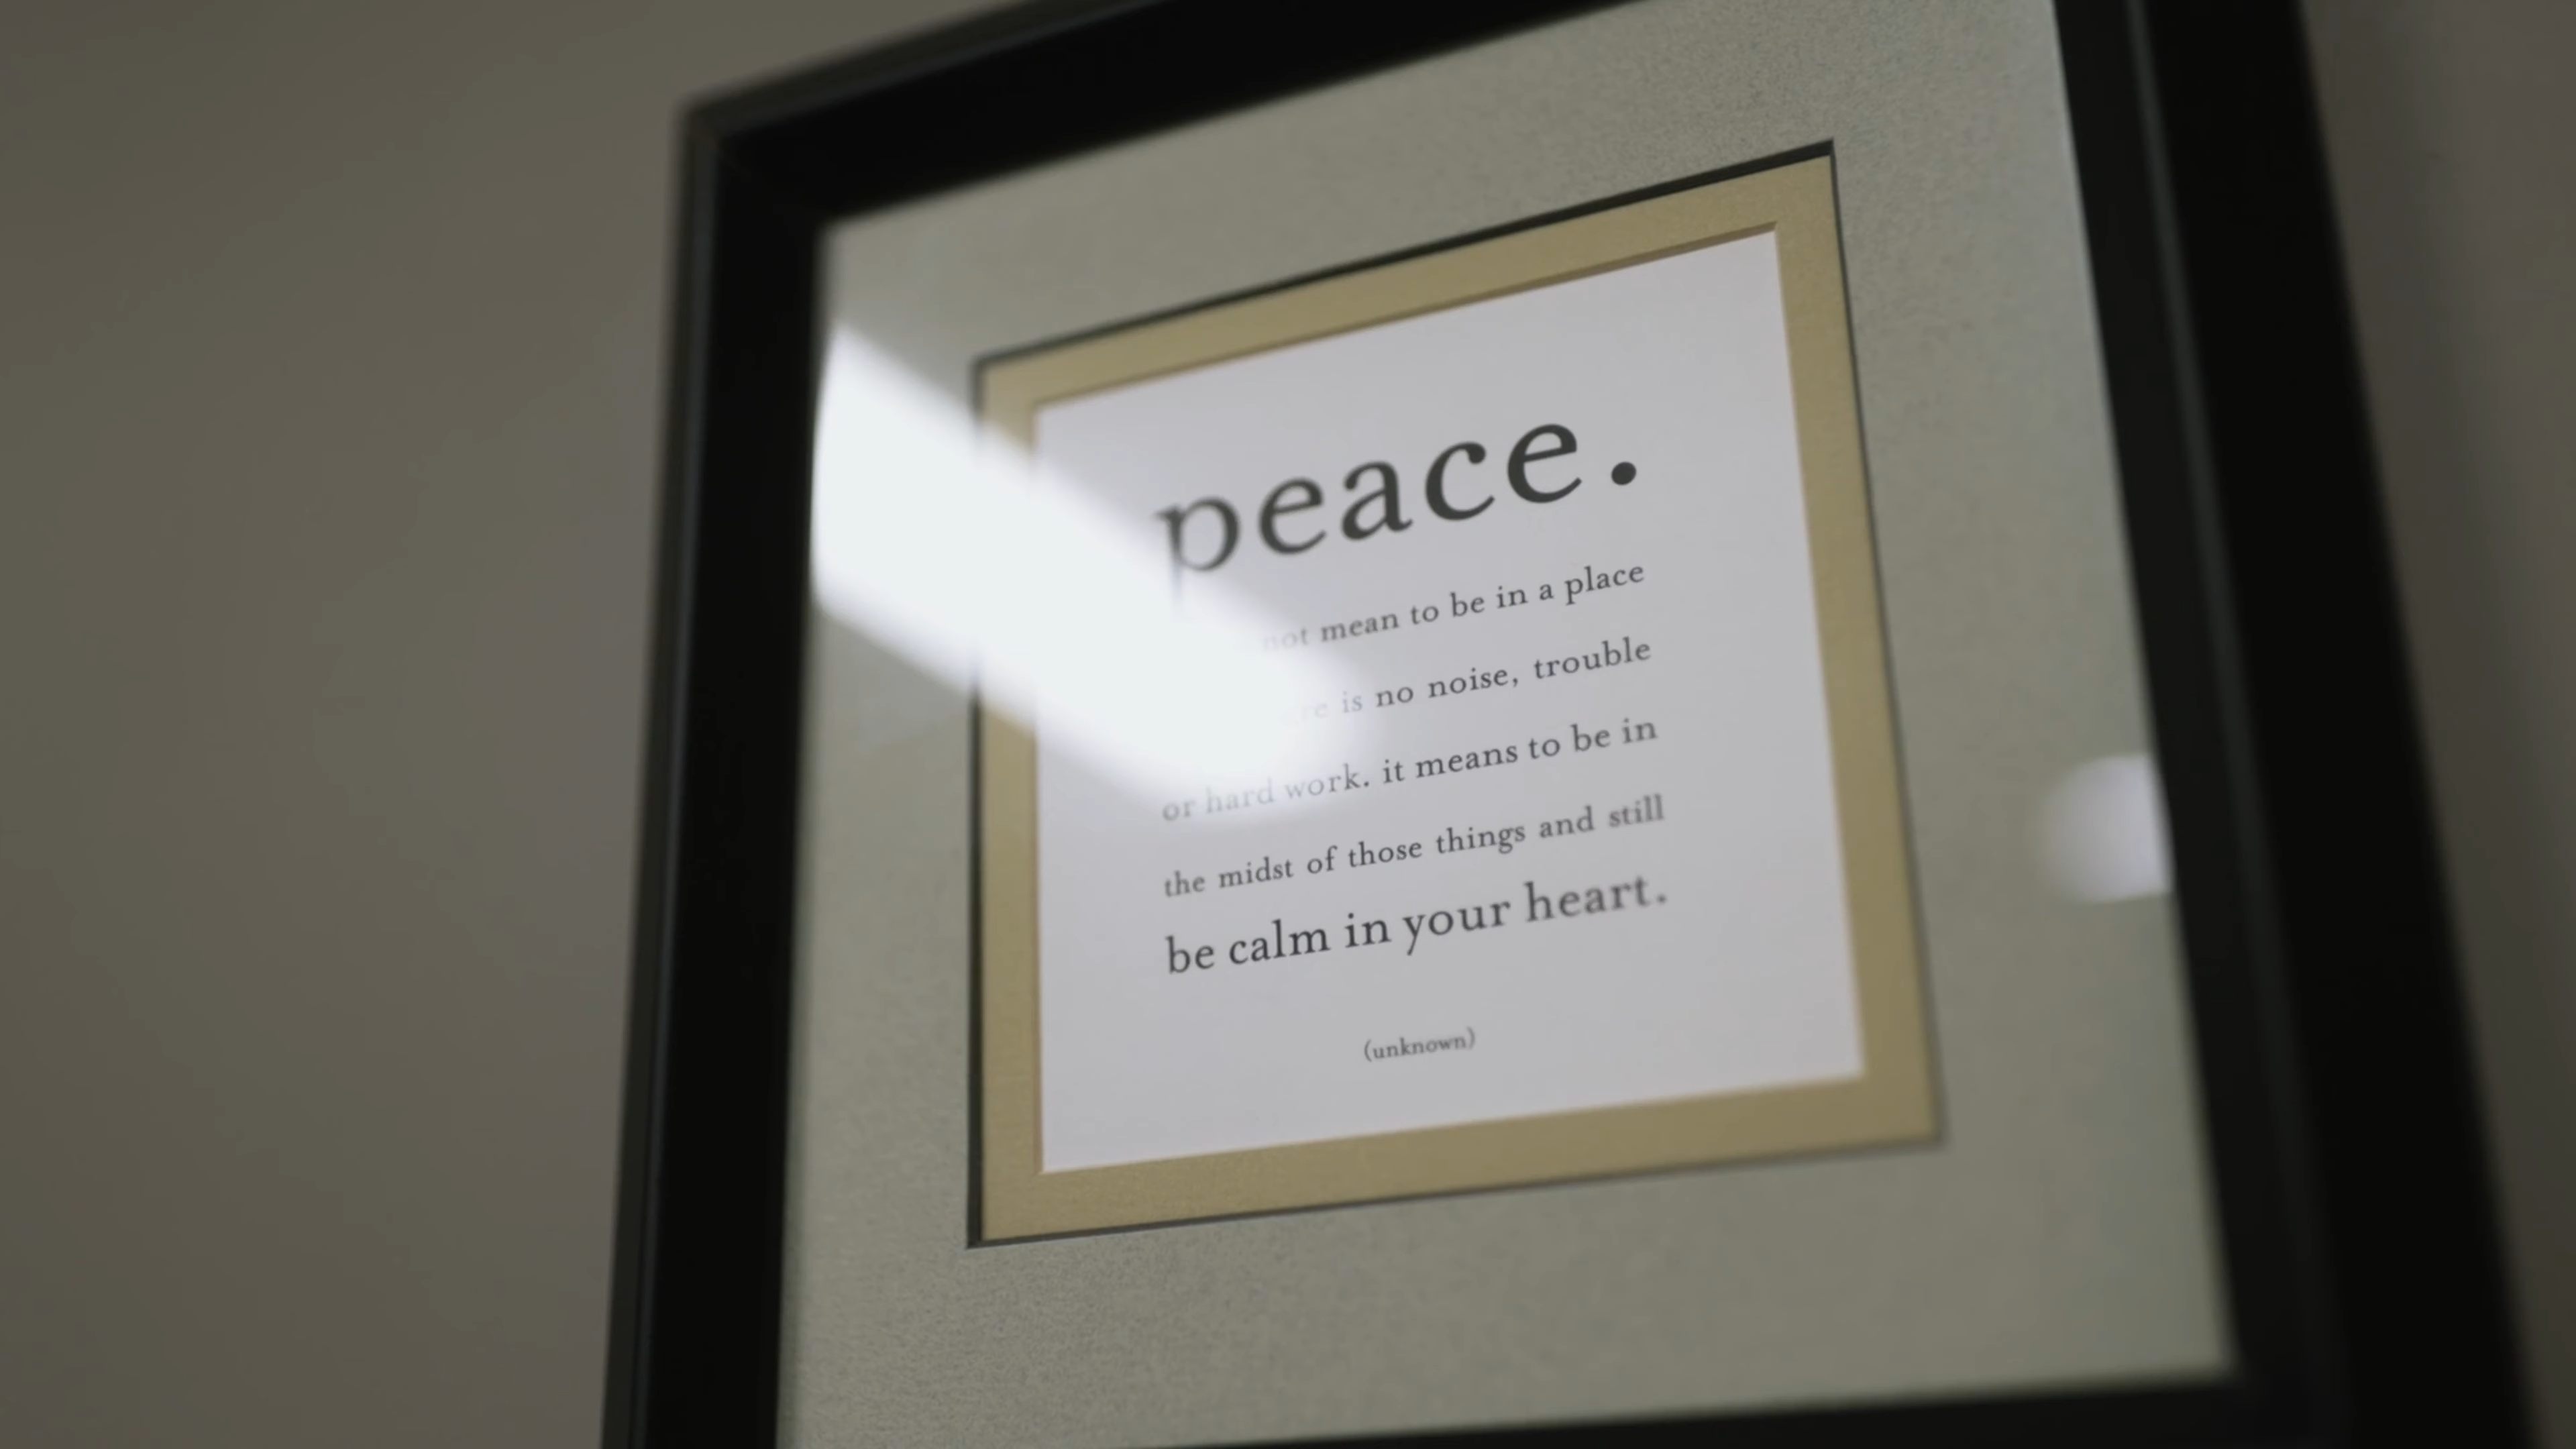 peace.
not mean to be in a place
is no noise, trouble
or hard work. it means to be in
the midst of those things and still
be calm in your heart.
(unknown)